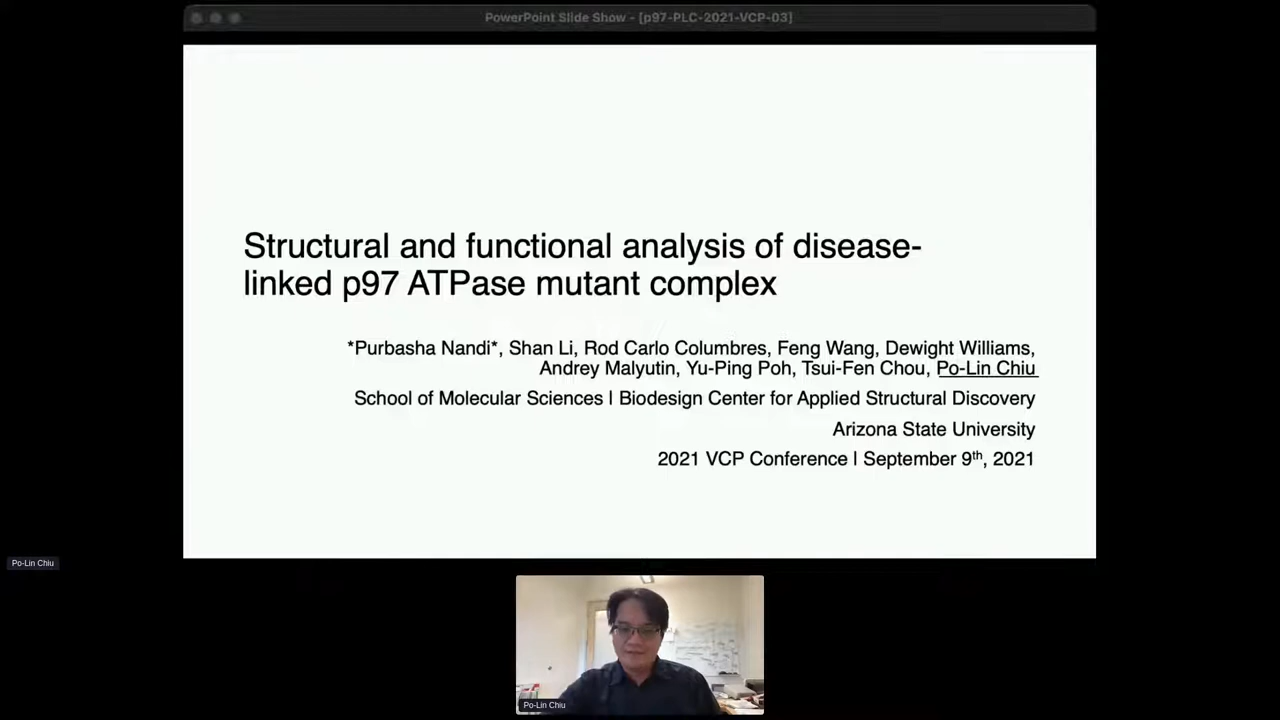 PowerPoint Slide Show - [p97-PLC-2021-VCP-03]
Structural and functional analysis of disease-
linked p97 ATPase mutant complex
*Purbasha Nandi*, Shan Li, Rod Carlo Columbres, Feng Wang, Dewight Williams,
Andrey Malyutin, Yu-Ping Poh, Tsui-Fen Chou, Po-Lin Chiu
School of Molecular Sciences | Biodesign Center for Applied Structural Discovery
Arizona State University
2021 VCP Conference | September 9th, 2021
Po-Lin Chiu
Po-Lin Chiu